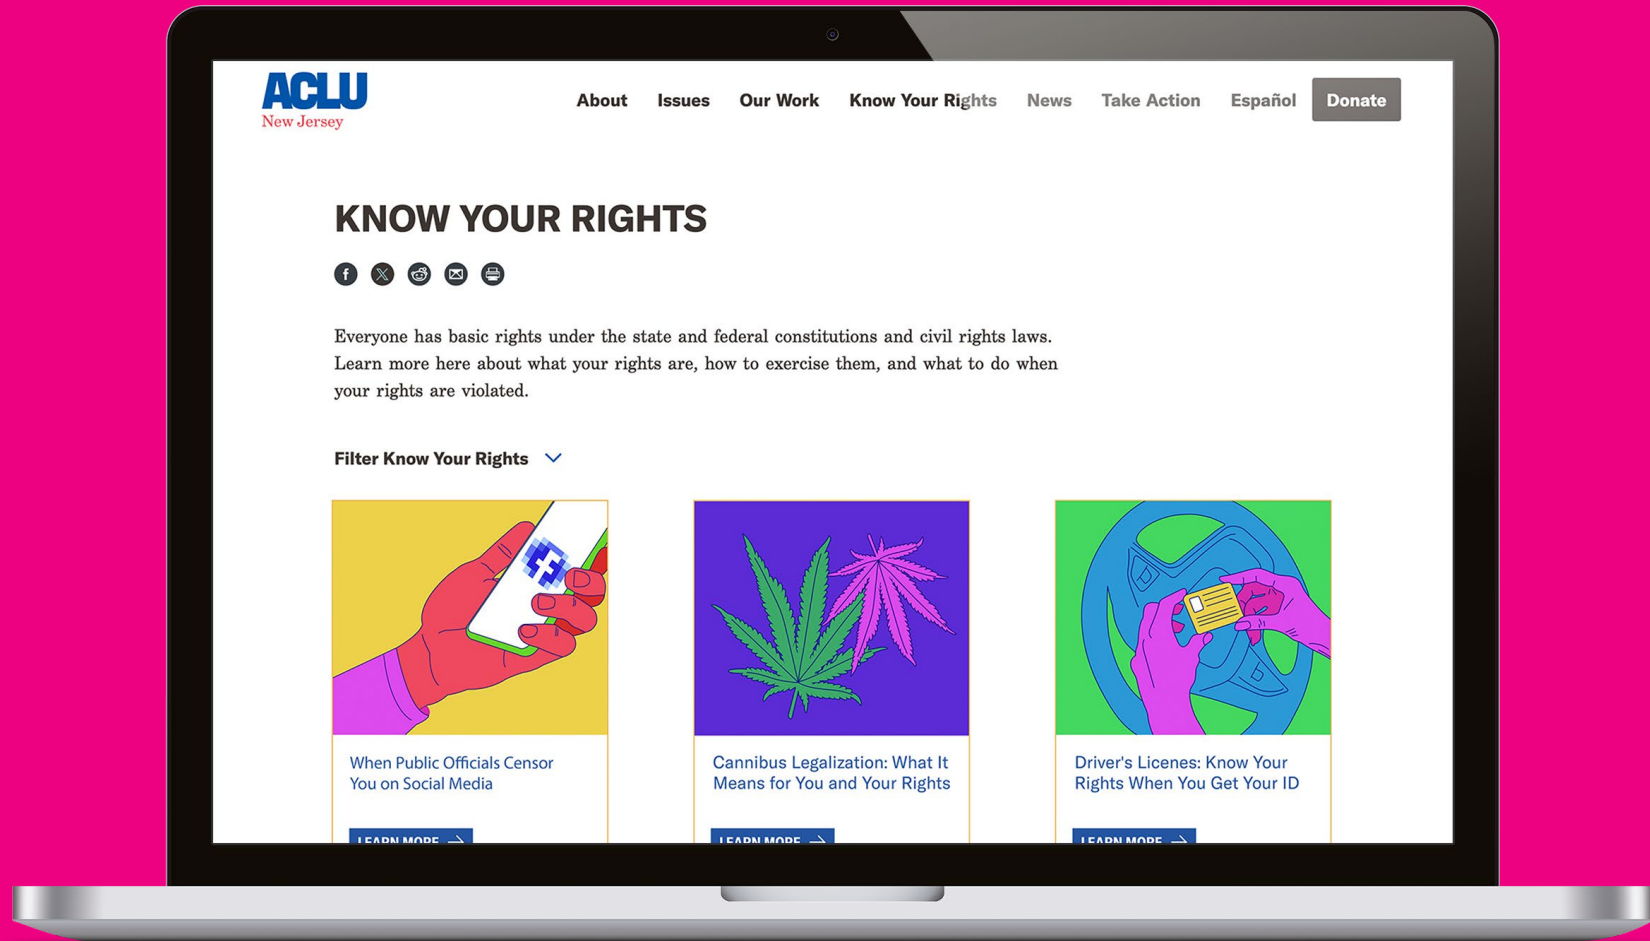 ACLU
New Jersey
About Issues Our Work Know Your Rights News Take Action Español Donate
KNOW YOUR RIGHTS
Everyone has basic rights under the state and federal constitutions and civil rights laws.
Learn more here about what your rights are, how to exercise them, and what to do when
your rights are violated.
Filter Know Your Rights
When Public Officials Censor
You on Social Media
Cannibus Legalization: What It
Means for You and Your Rights
Driver's Licenes: Know Your
Rights When You Get Your ID
LEARN MORE
LEARN MORE
LEARN MORE